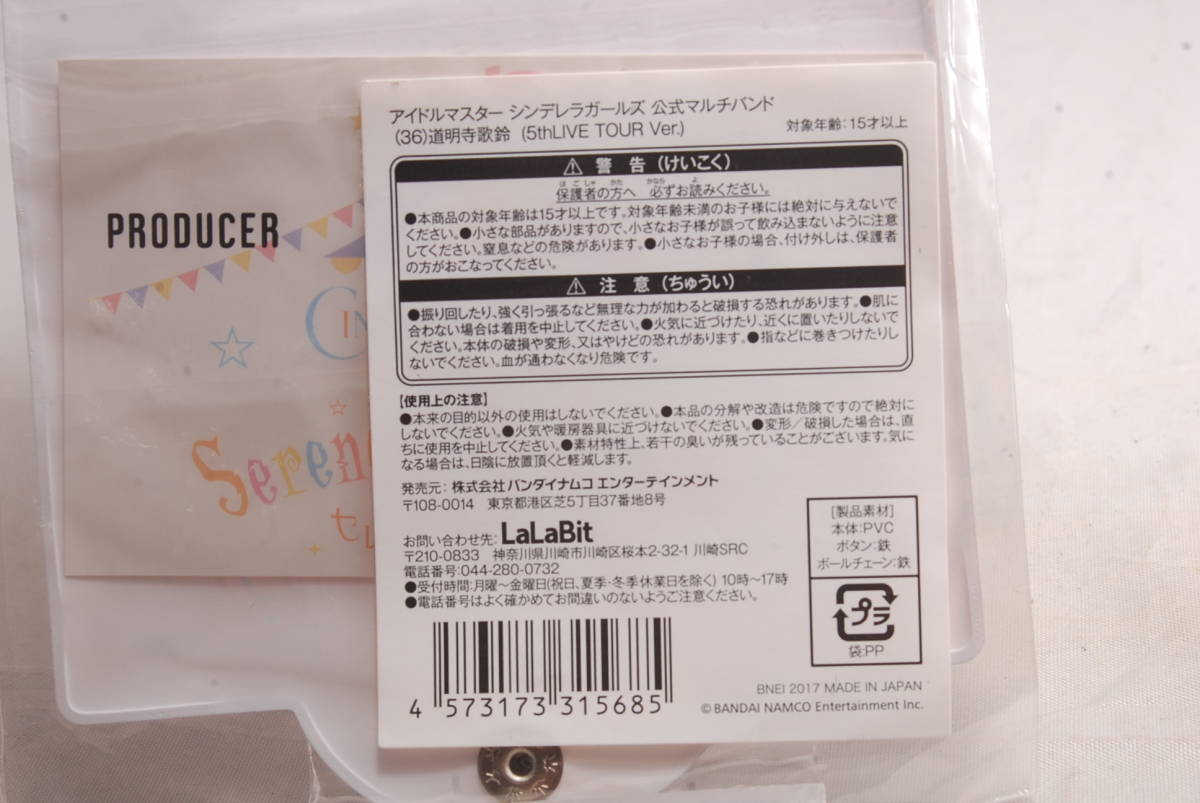 PRODUCER
CIN
Seren
セレ
アイドルマスター シンデレラガールズ 公式マルチバンド
(36)道明寺歌鈴 (5thLIVE TOUR Ver.)
対象年齢:15才以上
⚠ 警告(けいこく)
保護者の方へ 必ずお読みください。
●本商品の対象年齢は15才以上です。対象年齢未満のお子様には絶対に与えないで
ください。●小さな部品がありますので、小さなお子様が誤って飲み込まないように注意
してください。窒息などの危険があります。●小さなお子様の場合、付け外しは、保護者
の方がおこなってください。
⚠ 注意(ちゅうい)
●振り回したり、強く引っ張るなど無理な力が加わると破損する恐れがあります。●肌に
合わない場合は着用を中止してください。●火気に近づけたり、近くに置いたりしないで
ください。本体の破損や変形、又はやけどの恐れがあります。●指などに巻きつけたりし
ないでください。血が通わなくなり危険です。
【使用上の注意】
●本来の目的以外の使用はしないでください。●本品の分解や改造は危険ですので絶対に
しないでください。●火気や暖房器具に近づけないでください。●変形/破損した場合は、直
ちに使用を中止してください。●素材特性上、若干の臭いが残っていることがございます。気に
なる場合は、日陰に放置頂くと軽減します。
発売元:株式会社バンダイナムコエンターテインメント
〒108-0014 東京都港区芝5丁目37番地8号
お問い合わせ先:LaLaBit
〒210-0833 神奈川県川崎市川崎区桜本2-32-1 川崎SRC
電話番号:044-280-0732
●受付時間:月曜~金曜日(祝日、夏季・冬季休業日を除く) 10時~17時
●電話番号はよく確かめてお間違いのないようご注意ください。
[製品素材]
本体:PVC
ボタン:鉄
ボールチェーン:鉄
プラ
袋:PP
4 573173 315685
BNEI 2017 MADE IN JAPAN
©BANDAI NAMCO Entertainment Inc.